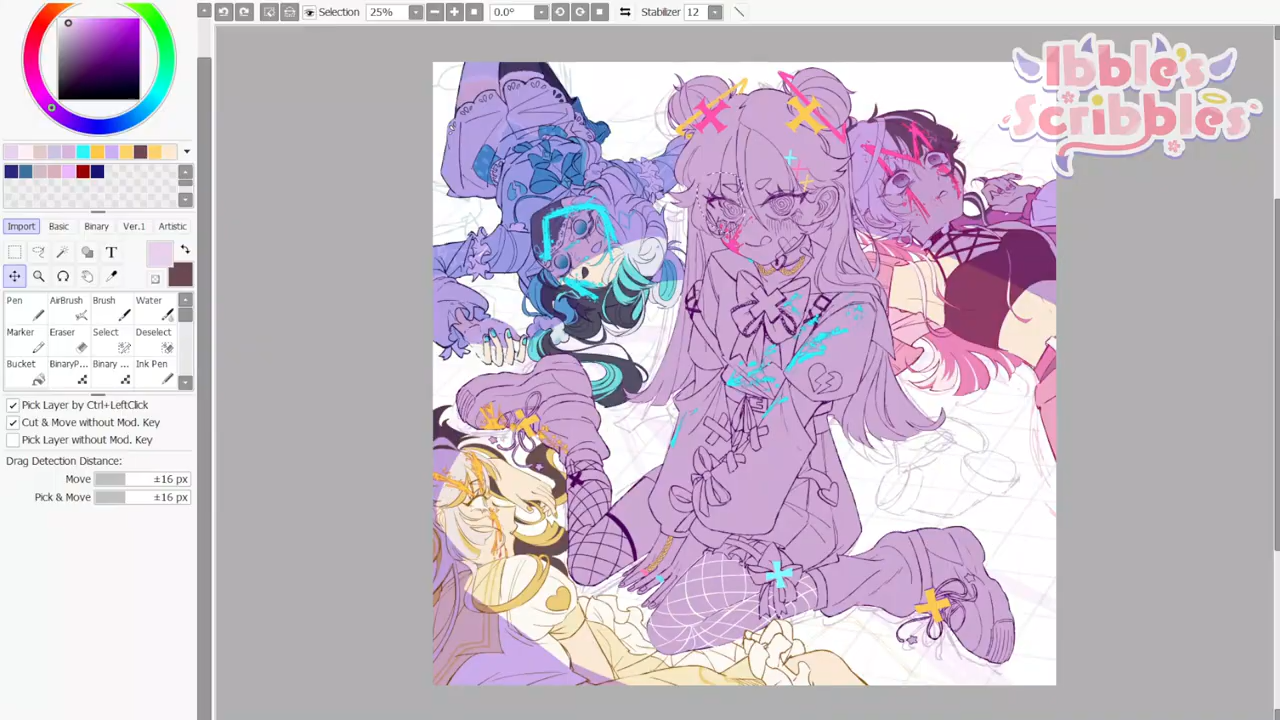 Selection 25% 0.0° Stabilizer 12
Ibble's
Scribbles
Import Basic Binary Ver.1 Artistic
T
Pen AirBrush Brush Water
Marker Eraser Select Deselect
Bucket BinaryP... Binary ... Ink Pen
Pick Layer by Ctrl+LeftClick
Cut & Move without Mod. Key
Pick Layer without Mod. Key
Drag Detection Distance:
Move ±16 px
Pick & Move ±16 px